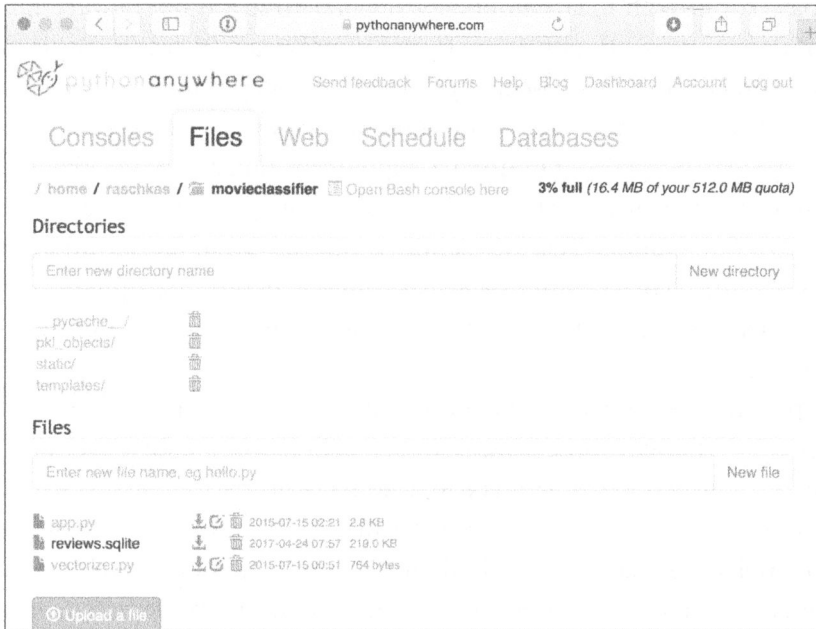 pythonanywhere.com
pythonanywhere Send feedback Forums Help Blog Dashboard Account Log out
Consoles Files Web Schedule Databases
/ home / raschkas / movieclassifier Open Bash console here 3% full (16.4 MB of your 512.0 MB quota)
Directories
Enter new directory name New directory
__pycache__/
pkl_objects/
static/
templates/
Files
Enter new file name, eg hello.py New file
app.py 2015-07-15 02:21 2.8 KB
reviews.sqlite 2017-04-24 07:57 219.0 KB
vectorizer.py 2015-07-15 00:51 764 bytes
Upload a file